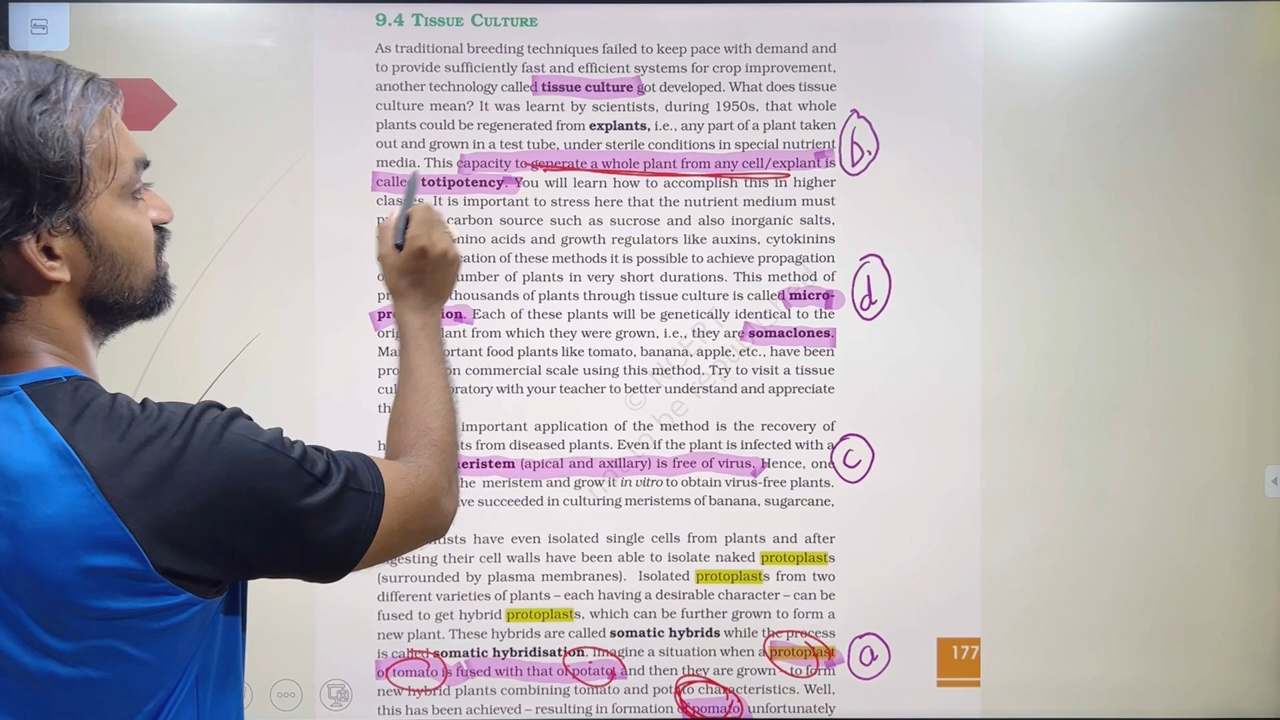 9.4 TISSUE CULTURE
As traditional breeding techniques failed to keep pace with demand and
to provide sufficiently fast and efficient systems for crop improvement,
another technology called tissue culture got developed. What does tissue
culture mean? It was learnt by scientists, during 1950s, that whole
plants could be regenerated from explants, i.e., any part of a plant taken
out and grown in a test tube, under sterile conditions in special nutrient
media. This capacity to generate a whole plant from any cell/explant is
b.
called totipotency. You will learn how to accomplish this in higher
It is important to stress here that the nutrient medium must
carbon source such as sucrose and also inorganic salts,
acids and growth regulators like auxins, cytokinins
of these methods it is possible to achieve propagation
of plants in very short durations. This method of
thousands of plants through tissue culture is called micro-
d
Each of these plants will be genetically identical to the
from which they were grown, i.e., they are somaclones.
food plants like tomato, banana, apple, etc., have been
on commercial scale using this method. Try to visit a tissue
with your teacher to better understand and appreciate
important application of the method is the recovery of
from diseased plants. Even if the plant is infected with a
(apical and axillary) is free of virus. Hence, one
c
the meristem and grow it in vitro to obtain virus-free plants.
succeeded in culturing meristems of banana, sugarcane,
have even isolated single cells from plants and after
their cell walls have been able to isolate naked protoplasts
(surrounded by plasma membranes). Isolated protoplasts from two
different varieties of plants – each having a desirable character – can be
fused to get hybrid protoplasts, which can be further grown to form a
new plant. These hybrids are called somatic hybrids while the process
is called somatic hybridisation. Imagine a situation when a protoplast
a
177
of tomato is fused with that of potato, and then they are grown – to form
new hybrid plants combining tomato and potato characteristics. Well,
this has been achieved – resulting in formation of pomato; unfortunately